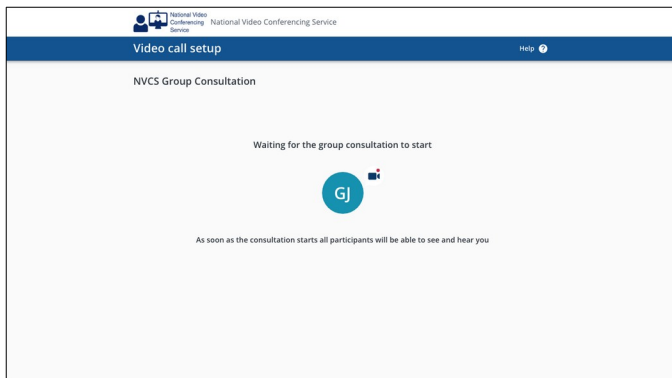 National Video
Conferencing
Service
National Video Conferencing Service
Video call setup
Help ?
NVCS Group Consultation
Waiting for the group consultation to start
GJ
As soon as the consultation starts all participants will be able to see and hear you